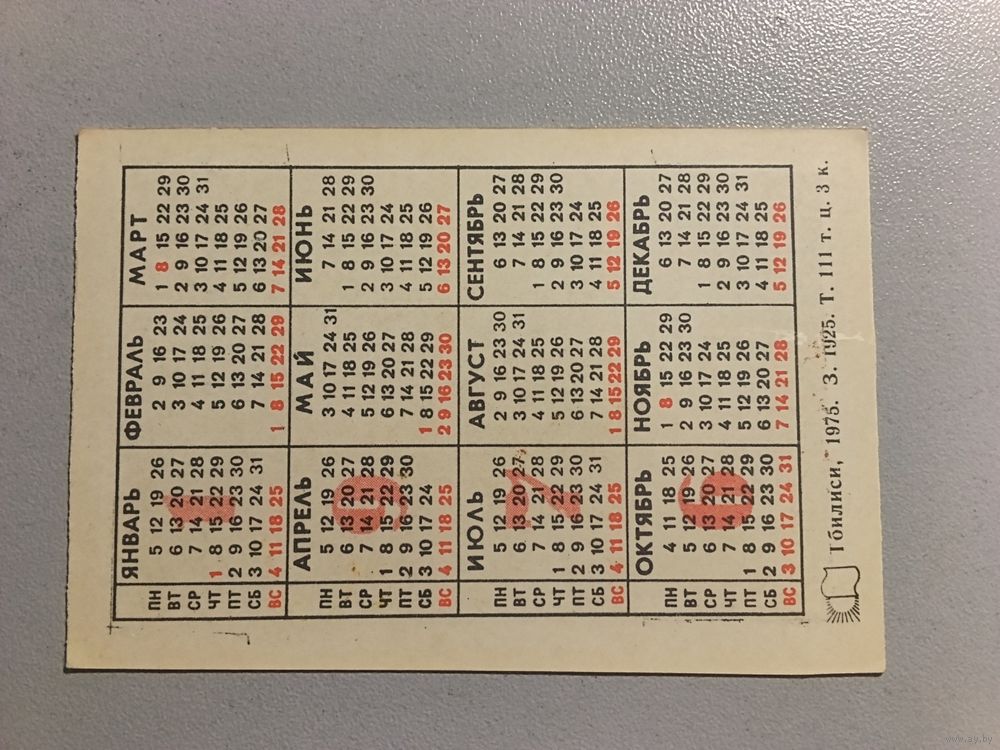 ЯНВАРЬ ФЕВРАЛЬ МАРТ
ПН 5 12 19 26 2 9 16 23 1 8 15 22 29
ВТ 6 13 20 27 3 10 17 24 2 9 16 23 30
СР 7 14 21 28 4 11 18 25 3 10 17 24 31
ЧТ 1 8 15 22 29 5 12 19 26 4 11 18 25
ПТ 2 9 16 23 30 6 13 20 27 5 12 19 26
СБ 3 10 17 24 31 7 14 21 28 6 13 20 27
ВС 4 11 18 25 1 8 15 22 29 7 14 21 28
1
АПРЕЛЬ МАЙ ИЮНЬ
ПН 5 12 19 26 3 10 17 24 31 7 14 21 28
ВТ 6 13 20 27 4 11 18 25 1 8 15 22 29
СР 7 14 21 28 5 12 19 26 2 9 16 23 30
ЧТ 1 8 15 22 29 6 13 20 27 3 10 17 24
ПТ 2 9 16 23 30 7 14 21 28 4 11 18 25
СБ 3 10 17 24 1 8 15 22 29 5 12 19 26
ВС 4 11 18 25 2 9 16 23 30 6 13 20 27
9
ИЮЛЬ АВГУСТ СЕНТЯБРЬ
ПН 5 12 19 26 2 9 16 23 30 6 13 20 27
ВТ 6 13 20 27 3 10 17 24 31 7 14 21 28
СР 7 14 21 28 4 11 18 25 1 8 15 22 29
ЧТ 1 8 15 22 29 5 12 19 26 2 9 16 23 30
ПТ 2 9 16 23 30 6 13 20 27 3 10 17 24
СБ 3 10 17 24 31 7 14 21 28 4 11 18 25
ВС 4 11 18 25 1 8 15 22 29 5 12 19 26
7
ОКТЯБРЬ НОЯБРЬ ДЕКАБРЬ
ПН 4 11 18 25 1 8 15 22 29 6 13 20 27
ВТ 5 12 19 26 2 9 16 23 30 7 14 21 28
СР 6 13 20 27 3 10 17 24 1 8 15 22 29
ЧТ 7 14 21 28 4 11 18 25 2 9 16 23 30
ПТ 1 8 15 22 29 5 12 19 26 3 10 17 24 31
СБ 2 9 16 23 30 6 13 20 27 4 11 18 25
ВС 3 10 17 24 31 7 14 21 28 5 12 19 26
6
Тбилиси, 1975. З. 1925. Т. 111 т. Ц. 3 к.
www.ay.by